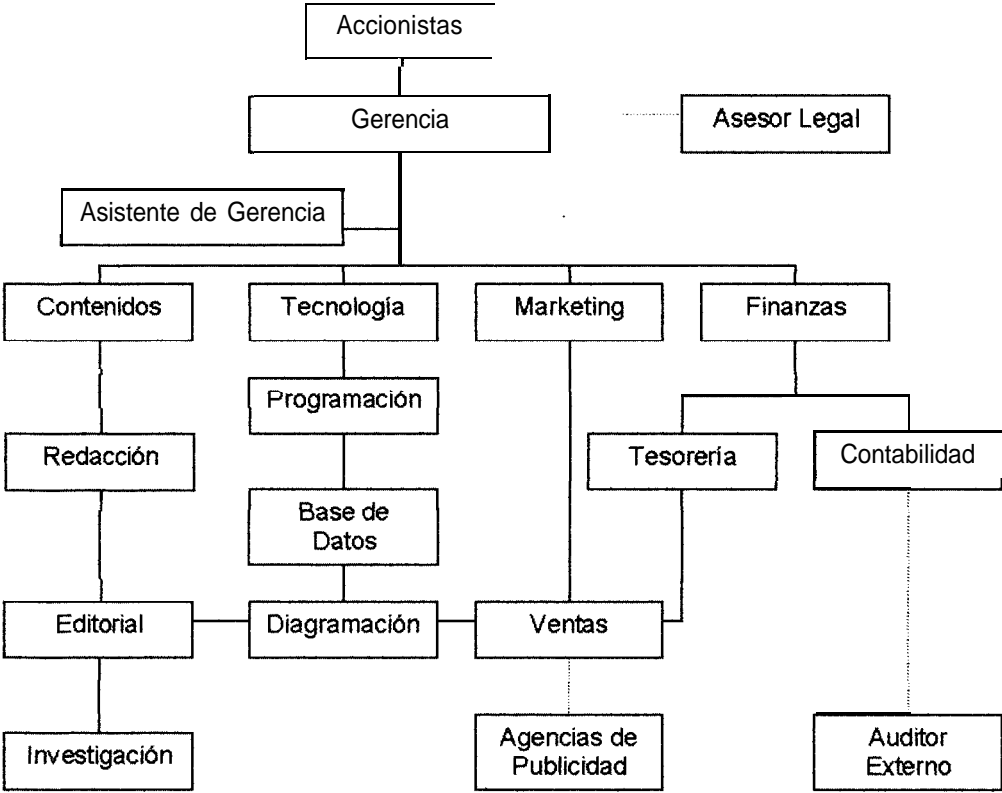 Accionistas
Gerencia
Asesor Legal
Asistente de Gerencia
Contenidos
Tecnología
Marketing
Finanzas
Programación
Redacción
Tesorería
Contabilidad
Base de
Datos
Editorial
Diagramación
Ventas
Investigación
Agencias de
Publicidad
Auditor
Externo